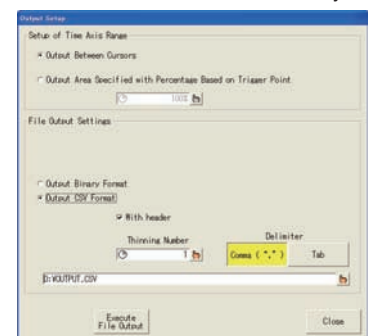 Output Setup
Setup of Time Axis Range
Output Between Cursors
Output Area Specified with Percentage Based on Trigger Point
100%
File Output Settings
Output Binary Format
Output CSV Format
With header
Thinning Number
Delimiter
1
Comma ( "," )
Tab
D:¥OUTPUT.CSV
Execute
File Output
Close